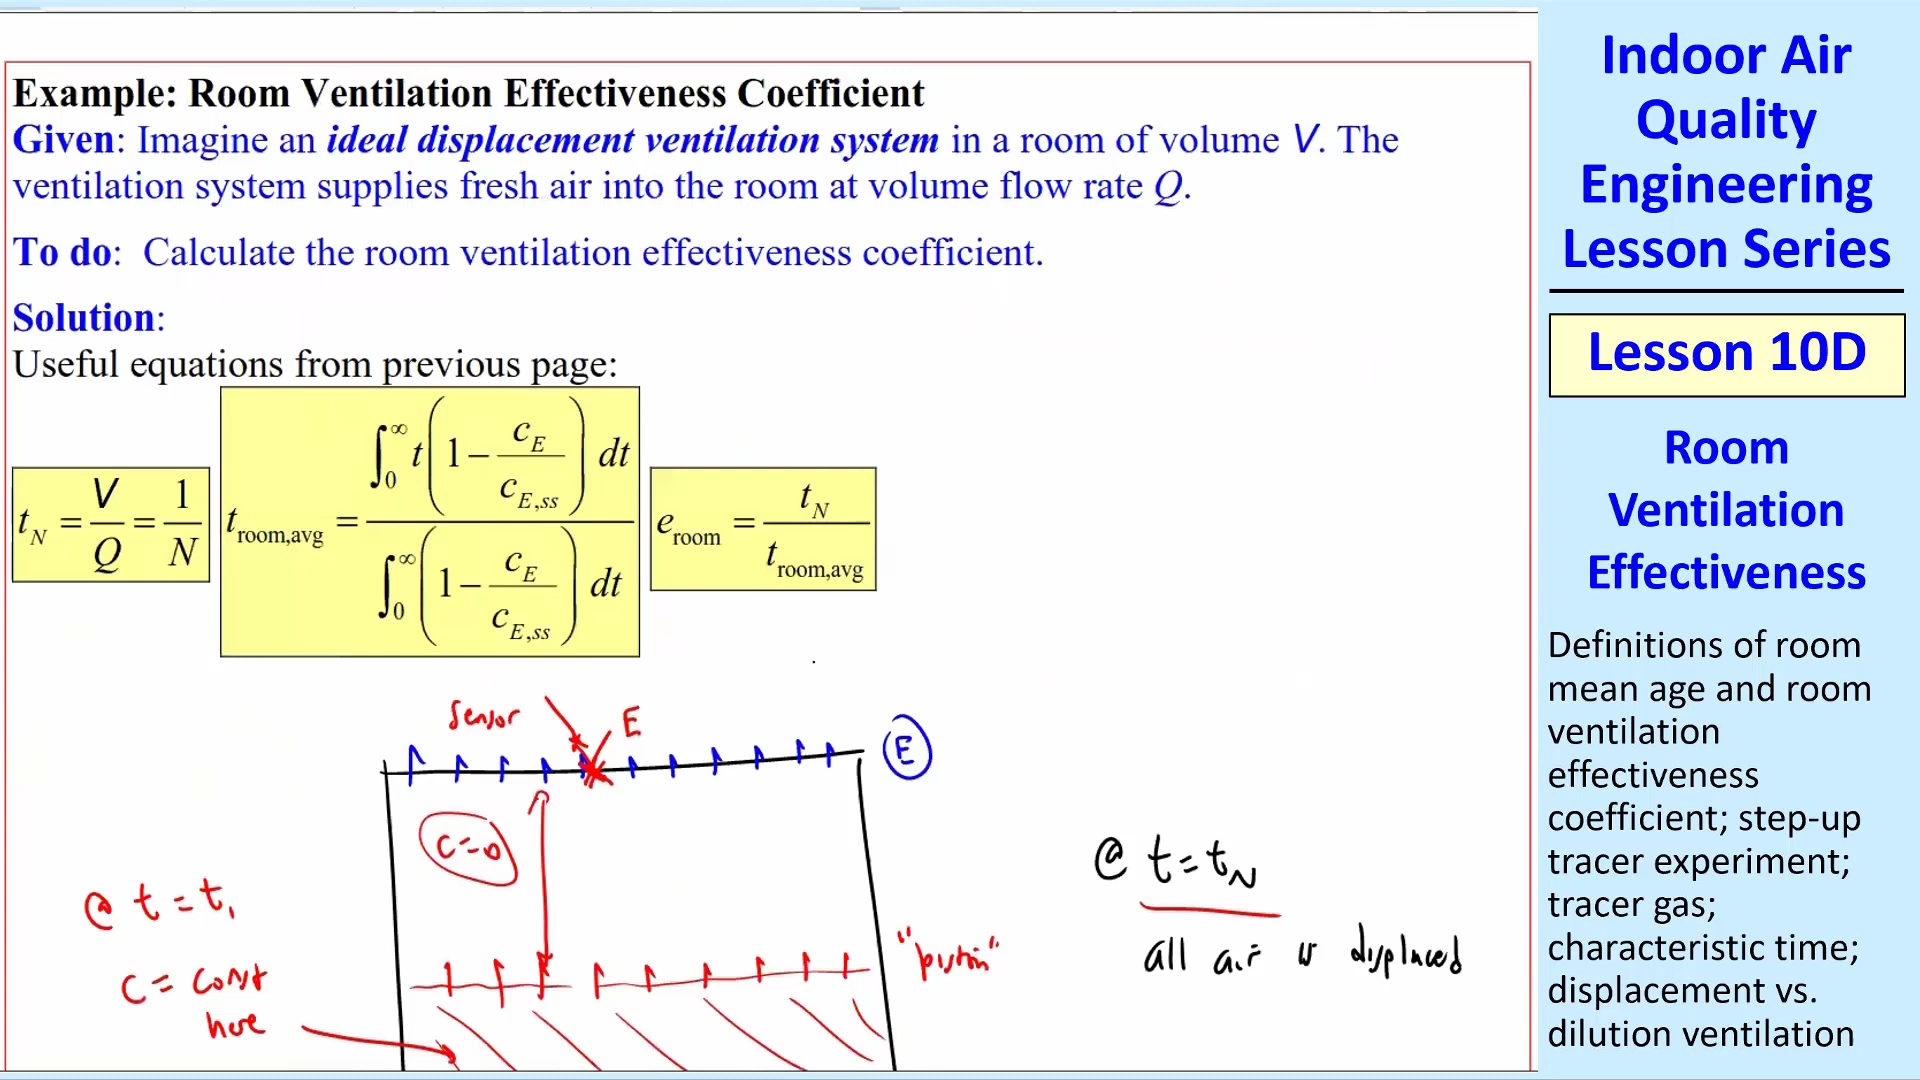 Example: Room Ventilation Effectiveness Coefficient
Given: Imagine an ideal displacement ventilation system in a room of volume V. The
ventilation system supplies fresh air into the room at volume flow rate Q.
To do: Calculate the room ventilation effectiveness coefficient.
Solution:
Useful equations from previous page:
t_N = V/Q = 1/N
t_room,avg = ∫_0^∞ t(1 − c_E/c_E,ss) dt / ∫_0^∞ (1 − c_E/c_E,ss) dt
e_room = t_N / t_room,avg
Sensor
E
E
C=0
@ t = t_1
C = const
here
"piston"
@ t = t_N
all air is displaced
Indoor Air
Quality
Engineering
Lesson Series
Lesson 10D
Room
Ventilation
Effectiveness
Definitions of room
mean age and room
ventilation
effectiveness
coefficient; step-up
tracer experiment;
tracer gas;
characteristic time;
displacement vs.
dilution ventilation